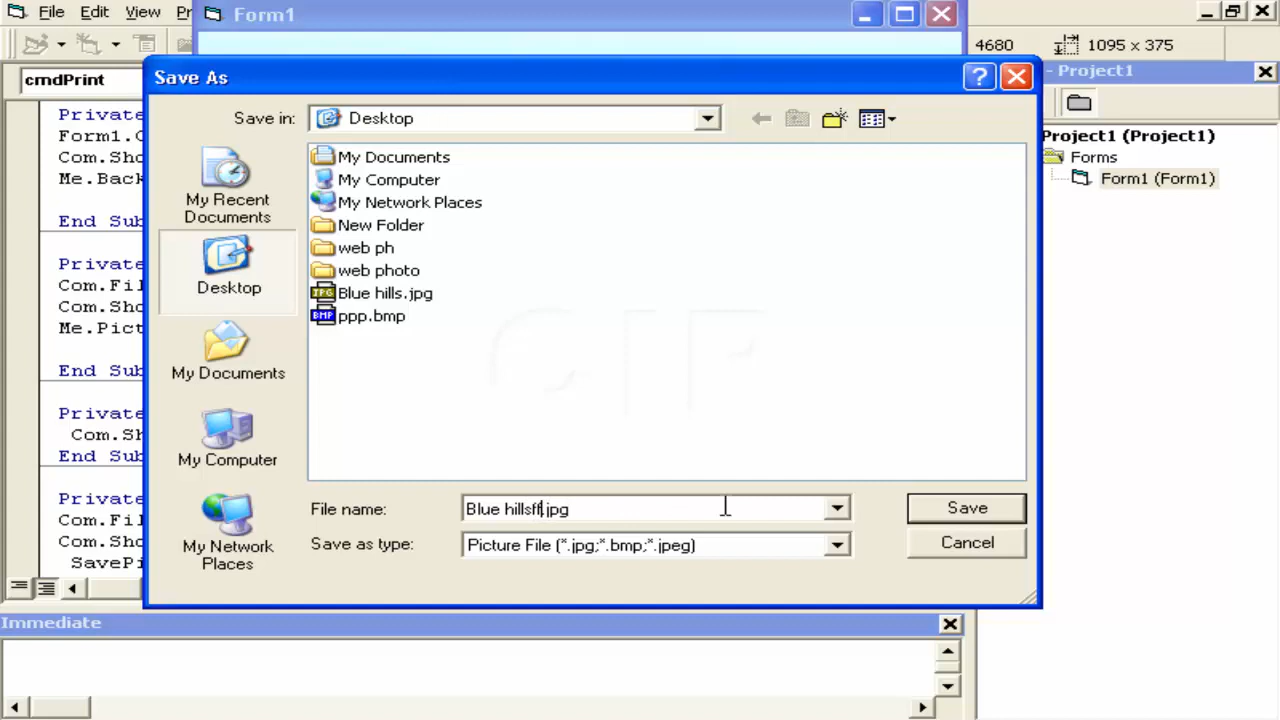 File Edit View Pr
Form1
4680 1095 x 375
cmdPrint
Save As
- Project1
Save in: Desktop
Private
Form1.C
Com.Sho
Me.Back
End Sub
Private
Com.Fil
Com.Sho
Me.Pict
End Sub
Private
Com.Sh
End Sub
Private
Com.Fil
Com.Sho
SavePi
My Recent
Documents
Desktop
My Documents
My Computer
My Network
Places
My Documents
My Computer
My Network Places
New Folder
web ph
web photo
Blue hills.jpg
ppp.bmp
File name: Blue hillsff.jpg Save
Save as type: Picture File (*.jpg;*.bmp;*.jpeg) Cancel
Project1 (Project1)
Forms
Form1 (Form1)
Immediate